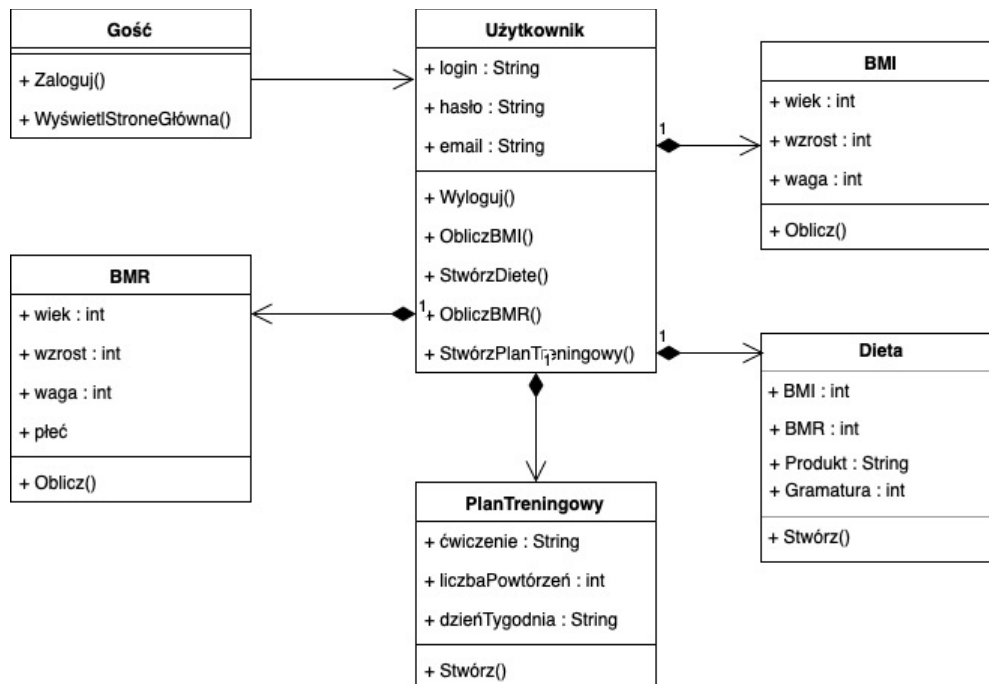 Gość
+ Zaloguj()
+ WyświetlStroneGłówna()
Użytkownik
+ login : String
+ hasło : String
+ email : String
+ Wyloguj()
+ ObliczBMI()
+ StwórzDiete()
+ ObliczBMR()
+ StwórzPlanTreningowy()
1
1
1
1
BMI
+ wiek : int
+ wzrost : int
+ waga : int
+ Oblicz()
BMR
+ wiek : int
+ wzrost : int
+ waga : int
+ płeć
+ Oblicz()
Dieta
+ BMI : int
+ BMR : int
+ Produkt : String
+ Gramatura : int
+ Stwórz()
PlanTreningowy
+ ćwiczenie : String
+ liczbaPowtórzeń : int
+ dzieńTygodnia : String
+ Stwórz()